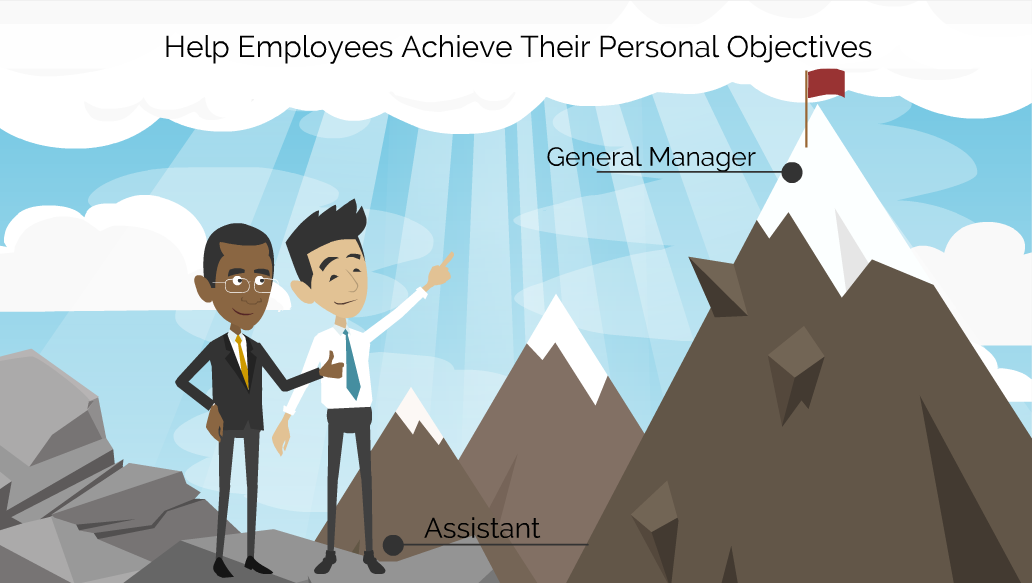 Help Employees Achieve Their Personal Objectives
General Manager
Assistant